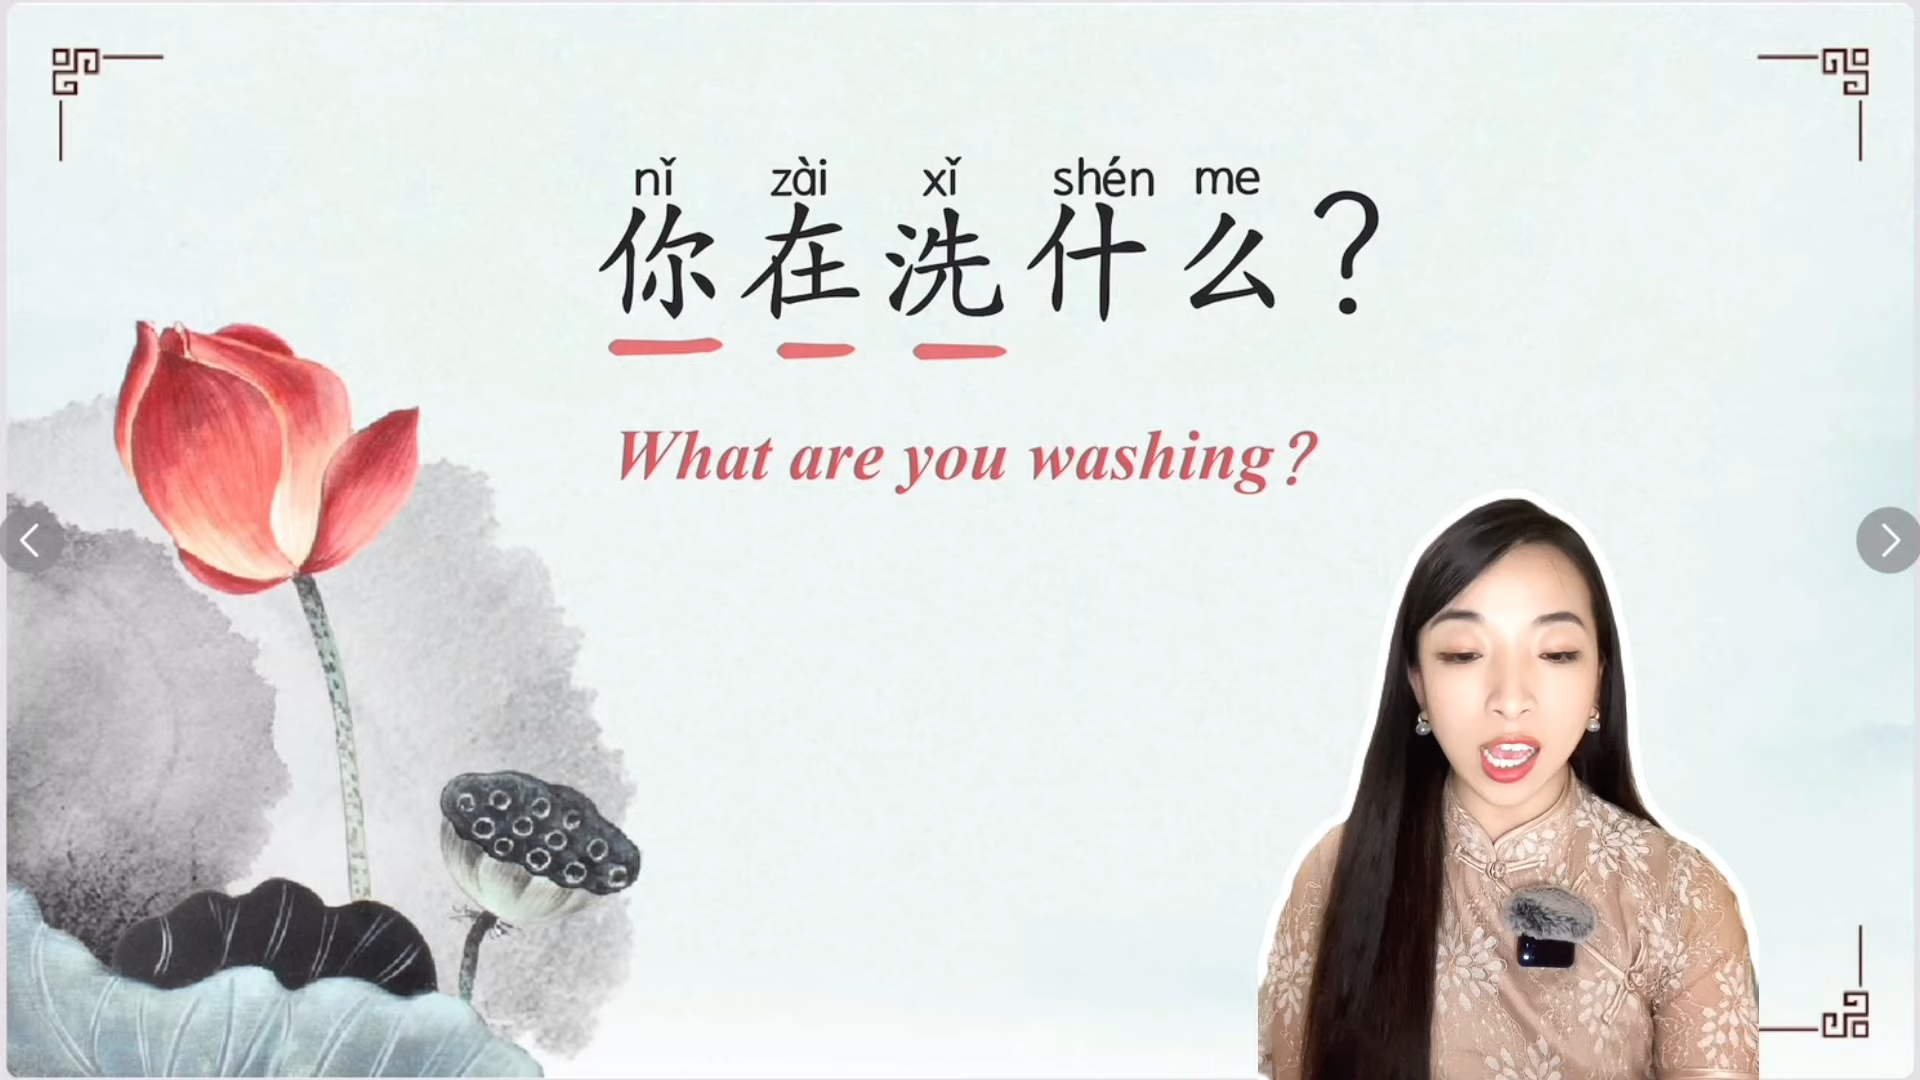 nǐ zài xǐ shén me
你在洗什么？
What are you washing?